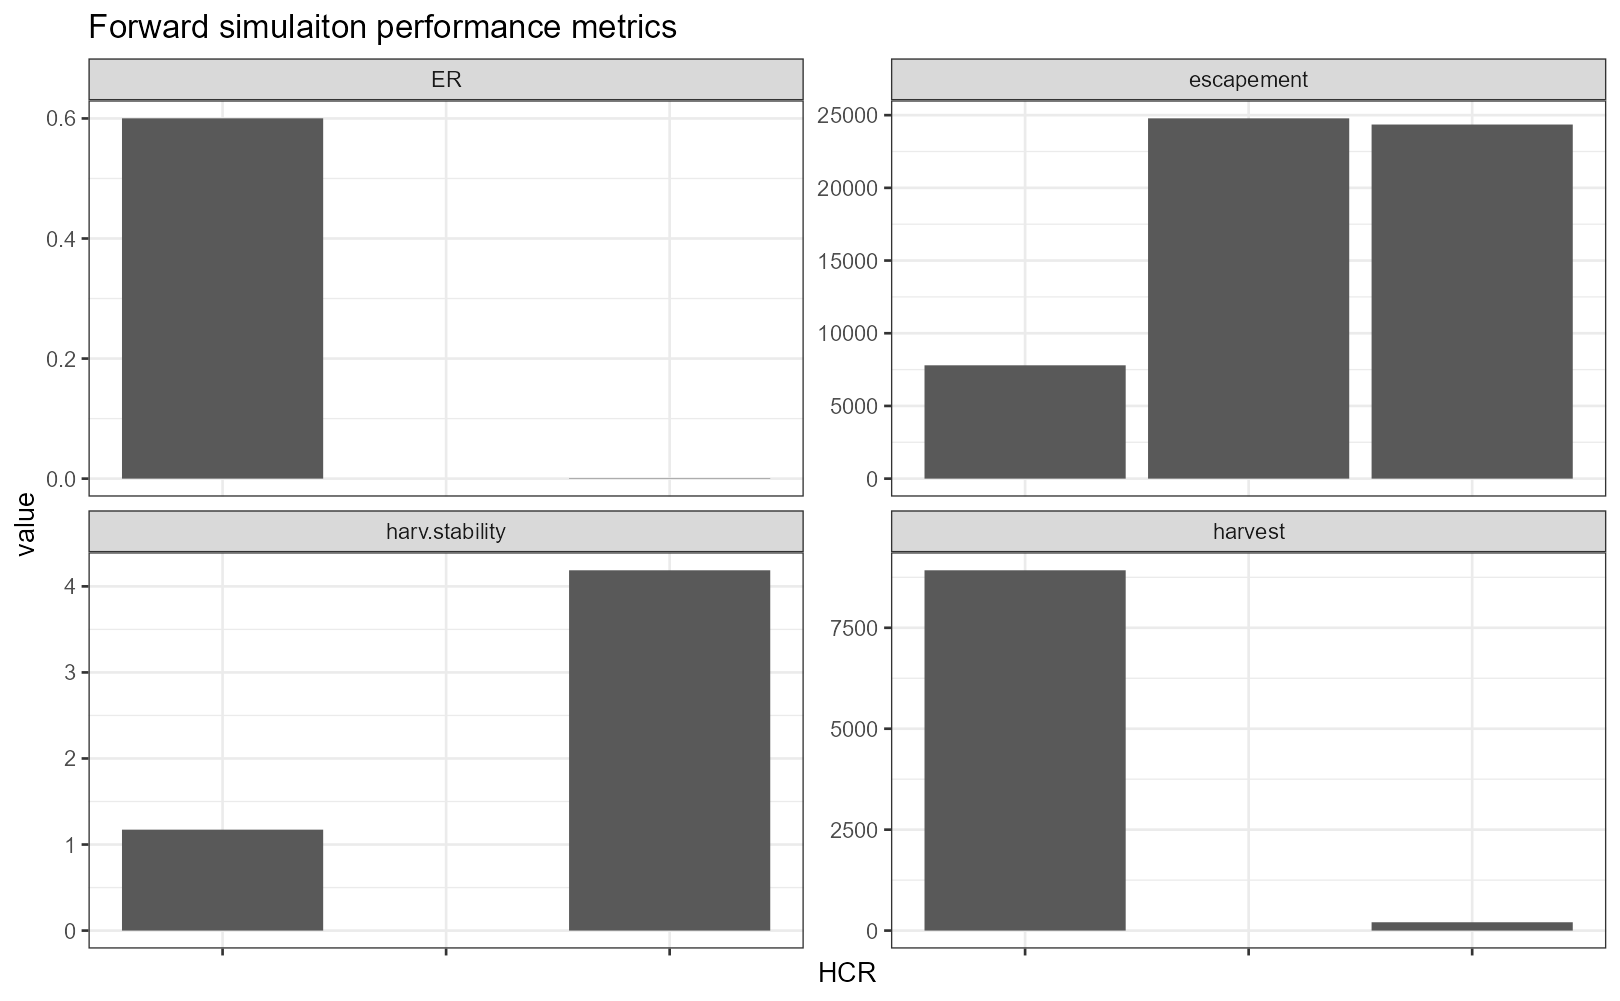 Forward simulaiton performance metrics
ER
escapement
0.6
0.4
0.2
0.0
25000
20000
15000
10000
5000
0
value
harv.stability
harvest
4
3
2
1
0
7500
5000
2500
0
HCR